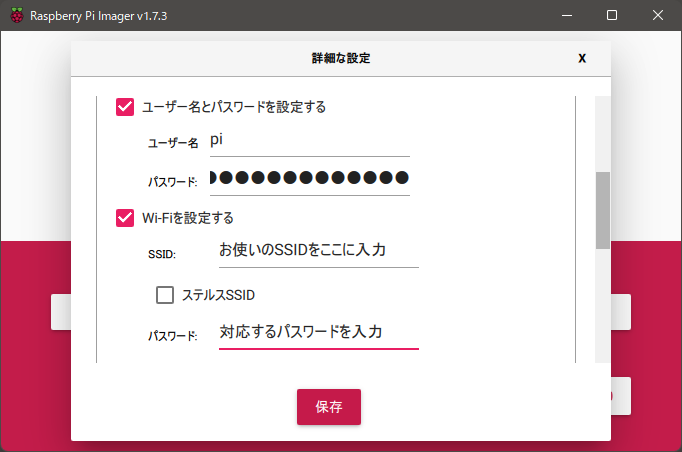 Raspberry Pi Imager v1.7.3
詳細な設定
X
ユーザー名とパスワードを設定する
ユーザー名
pi
パスワード:
Wi-Fiを設定する
SSID:
お使いのSSIDをここに入力
ステルスSSID
パスワード:
対応するパスワードを入力
保存